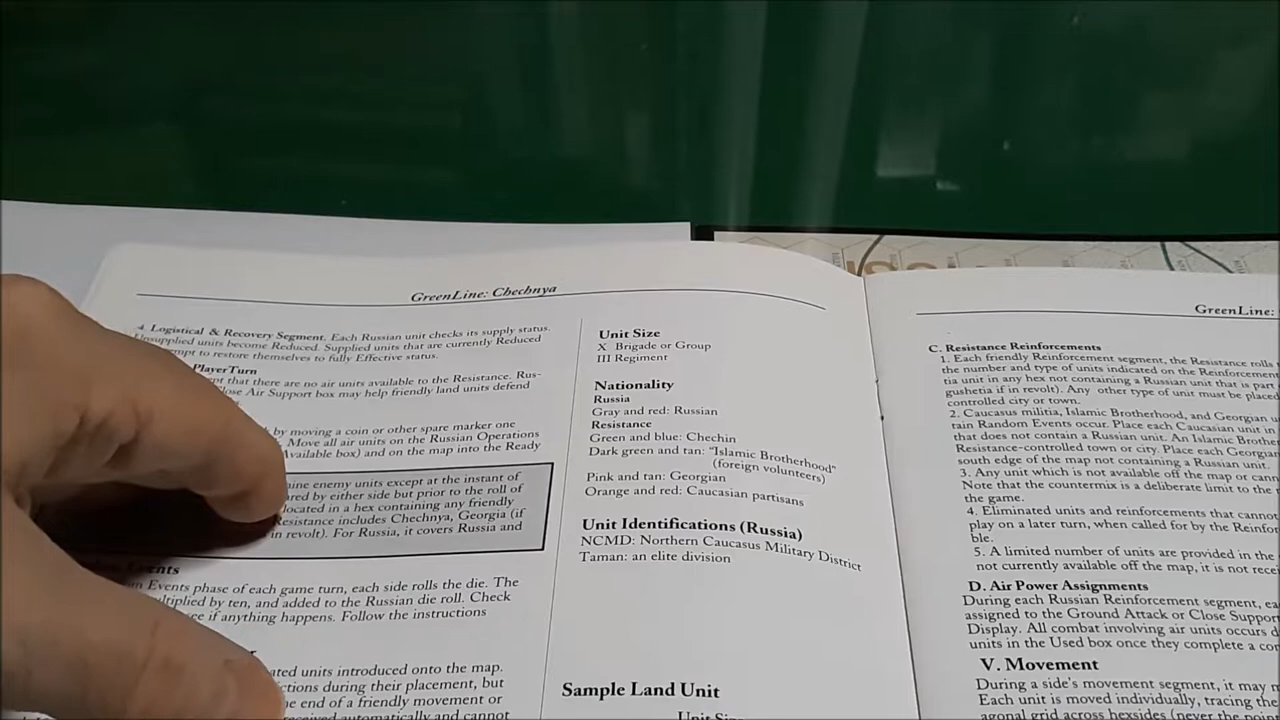 GreenLine: Chechnya
4. Logistical & Recovery Segment. Each Russian unit checks its supply status.
Unsupplied units become Reduced. Supplied units that are currently Reduced
to restore themselves to fully Effective status.
Player Turn
that there are no air units available to the Resistance. Rus-
Close Air Support box may help friendly land units defend
by moving a coin or other spare marker one
Move all air units on the Russian Operations
Available box) and on the map into the Ready
enemy units except at the instant of
by either side but prior to the roll of
located in a hex containing any friendly
Resistance includes Chechnya, Georgia (if
in revolt). For Russia, it covers Russia and
Events
Events phase of each game turn, each side rolls the die. The
multiplied by ten, and added to the Russian die roll. Check
if anything happens. Follow the instructions
units introduced onto the map.
during their placement, but
end of a friendly movement or
received automatically and cannot
Unit Size
X Brigade or Group
III Regiment
Nationality
Russia
Gray and red: Russian
Resistance
Green and blue: Chechin
Dark green and tan: "Islamic Brotherhood"
(foreign volunteers)
Pink and tan: Georgian
Orange and red: Caucasian partisans
Unit Identifications (Russia)
NCMD: Northern Caucasus Military District
Taman: an elite division
Sample Land Unit
Unit Size
GreenLine:
C. Resistance Reinforcements
1. Each friendly Reinforcement segment, the Resistance rolls
the number and type of units indicated on the Reinforcement
tia unit in any hex not containing a Russian unit that is part
gushetia if in revolt). Any other type of unit must be placed
controlled city or town.
2. Caucasus militia, Islamic Brotherhood, and Georgian u
tain Random Events occur. Place each Caucasian unit in
that does not contain a Russian unit. An Islamic Brothe
Resistance-controlled town or city. Place each Georgian
south edge of the map not containing a Russian unit.
3. Any unit which is not available off the map or cann
Note that the countermix is a deliberate limit to the
the game.
4. Eliminated units and reinforcements that cannot
play on a later turn, when called for by the Reinfor
ble.
5. A limited number of units are provided in the
not currently available off the map, it is not rece
D. Air Power Assignments
During each Russian Reinforcement segment, ea
assigned to the Ground Attack or Close Support
Display. All combat involving air units occurs d
units in the Used box once they complete a co
V. Movement
During a side's movement segment, it may m
Each unit is moved individually, tracing the
agonal grid across hexsides